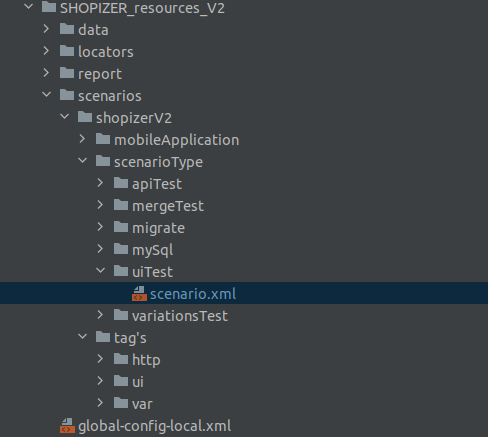 SHOPIZER_resources_V2
data
locators
report
scenarios
shopizerV2
mobileApplication
scenarioType
apiTest
mergeTest
migrate
mySql
uiTest
scenario.xml
variationsTest
tag's
http
ui
var
global-config-local.xml